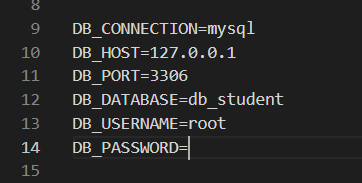 8
9 DB_CONNECTION=mysql
10 DB_HOST=127.0.0.1
11 DB_PORT=3306
12 DB_DATABASE=db_student
13 DB_USERNAME=root
14 DB_PASSWORD=
15